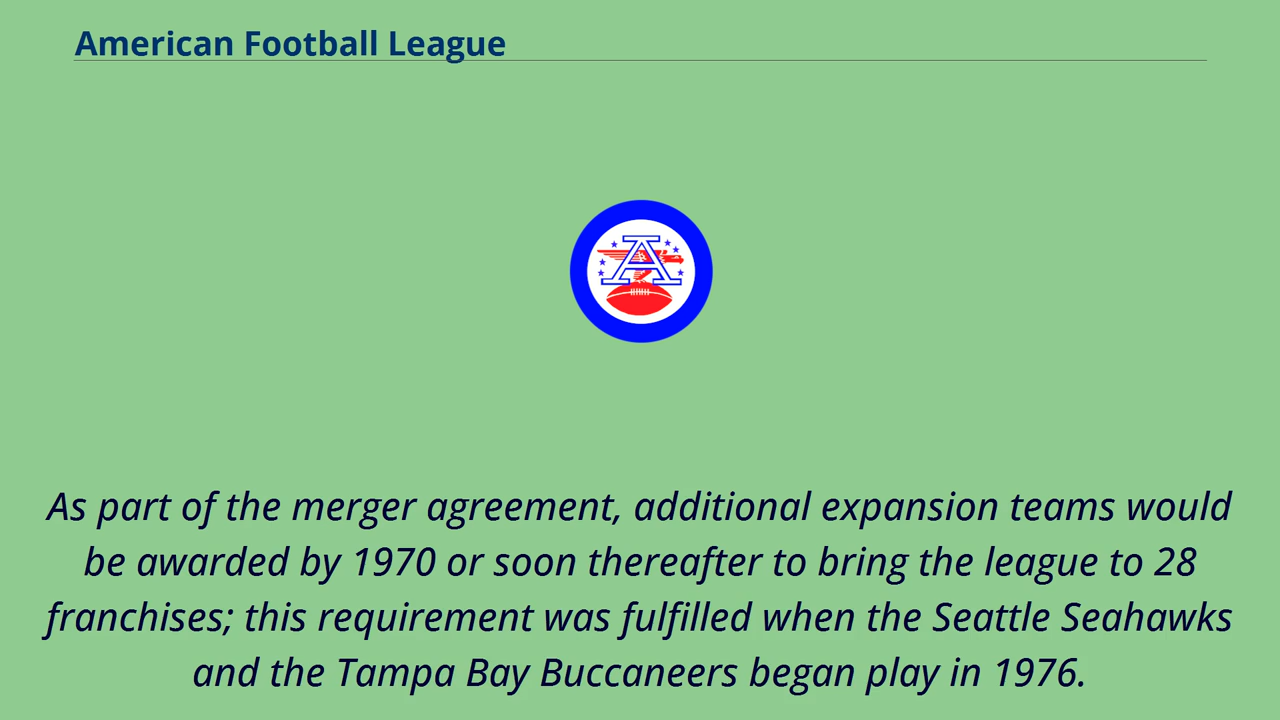 American Football League
A
As part of the merger agreement, additional expansion teams would
be awarded by 1970 or soon thereafter to bring the league to 28
franchises; this requirement was fulfilled when the Seattle Seahawks
and the Tampa Bay Buccaneers began play in 1976.